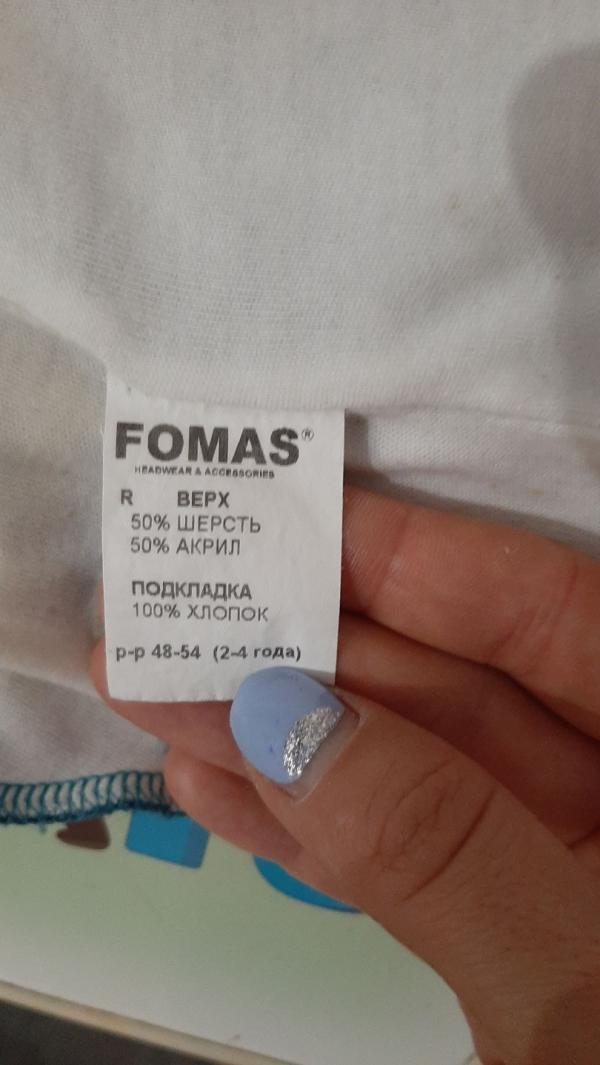 FOMAS®
HEADWEAR & ACCESSORIES
R ВЕРХ
50% ШЕРСТЬ
50% АКРИЛ
ПОДКЛАДКА
100% ХЛОПОК
р-р 48-54 (2-4 года)